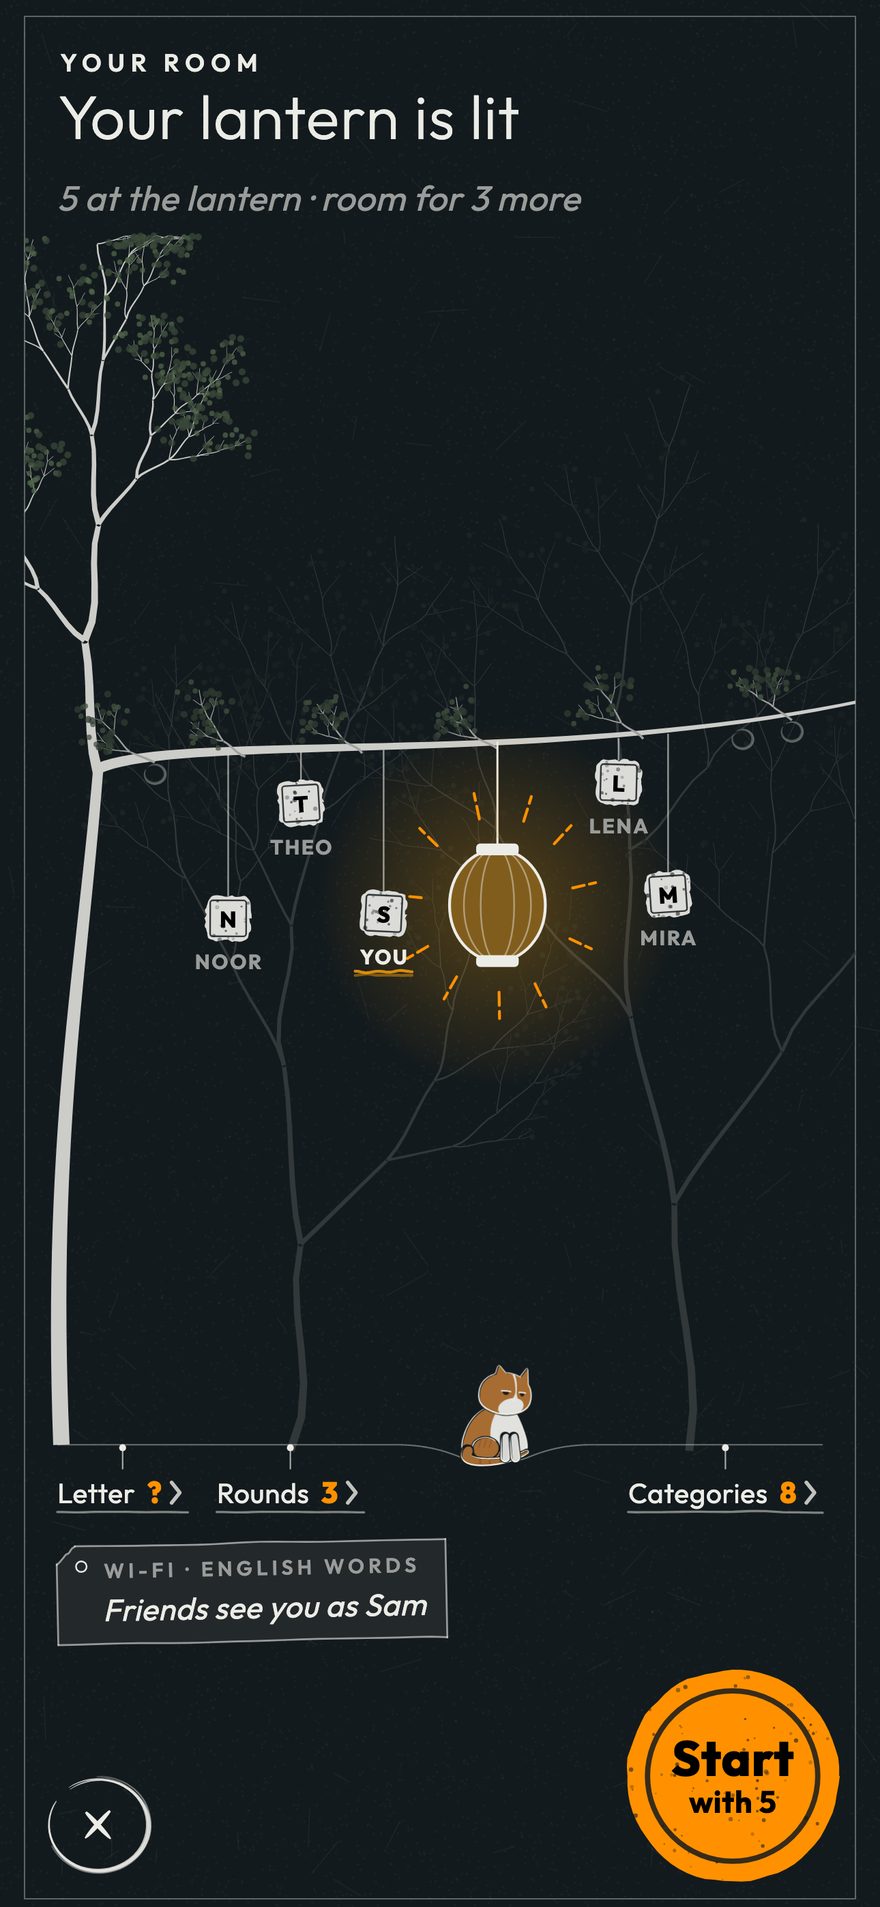 YOUR ROOM
Your lantern is lit
5 at the lantern · room for 3 more
T
THEO
L
LENA
N
NOOR
S
YOU
M
MIRA
Letter ? >
Rounds 3 >
Categories 8 >
WI-FI · ENGLISH WORDS
Friends see you as Sam
Start
with 5